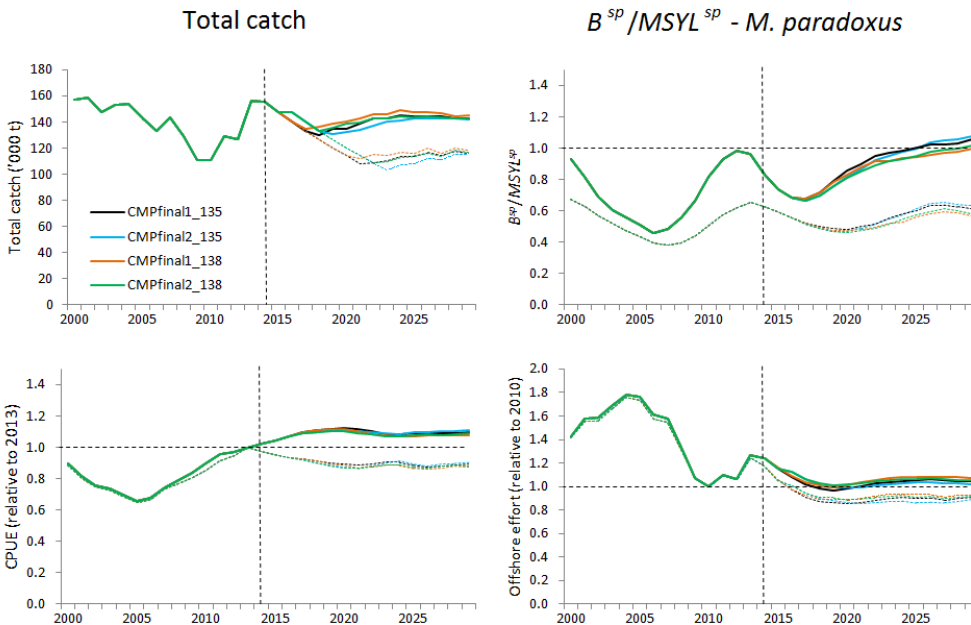 Total catch
B sp/MSYL sp - M. paradoxus
Total catch ('000 t)
180
160
140
120
100
80
60
40
20
0
2000 2005 2010 2015 2020 2025
CMPfinal1_135
CMPfinal2_135
CMPfinal1_138
CMPfinal2_138
B sp/MSYL sp
1.4
1.2
1.0
0.8
0.6
0.4
0.2
0.0
2000 2005 2010 2015 2020 2025
CPUE (relative to 2013)
1.4
1.2
1.0
0.8
0.6
0.4
0.2
0.0
2000 2005 2010 2015 2020 2025
Offshore effort (relative to 2010)
2.0
1.8
1.6
1.4
1.2
1.0
0.8
0.6
0.4
0.2
0.0
2000 2005 2010 2015 2020 2025